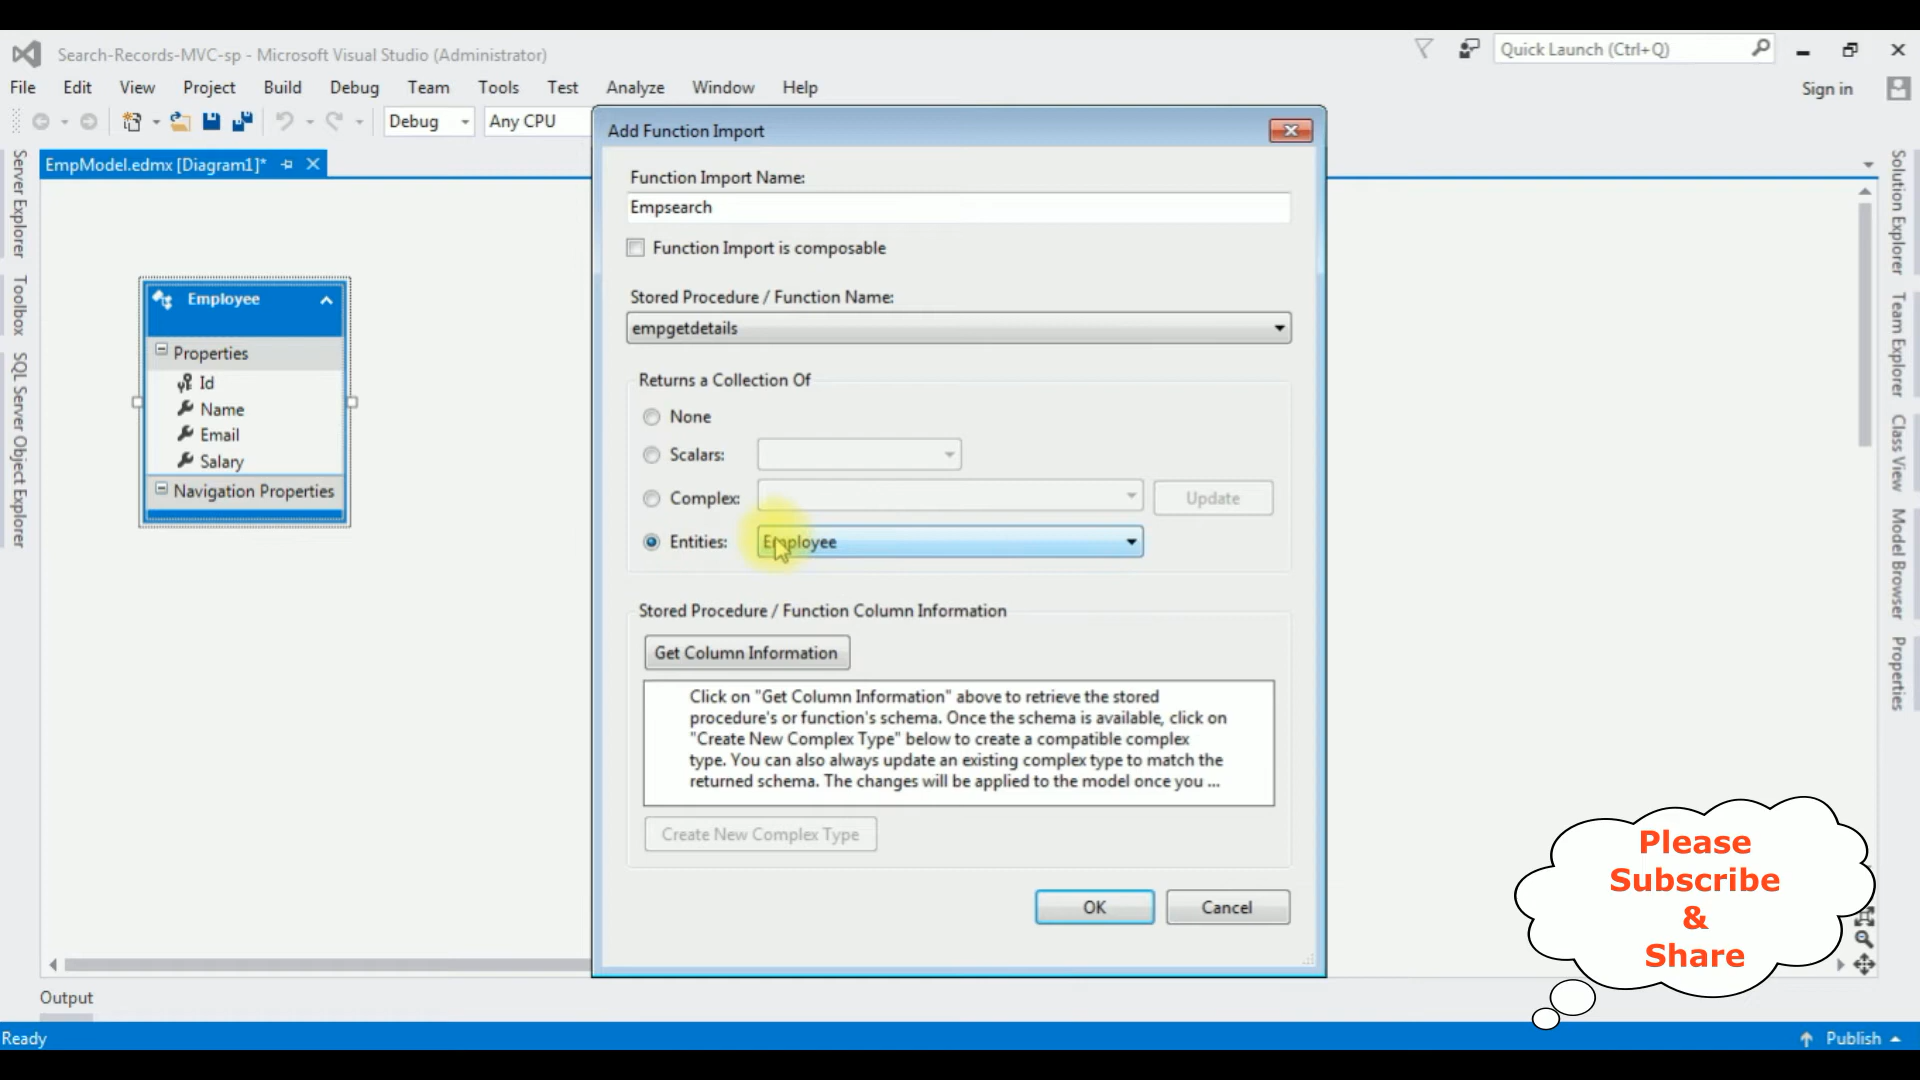 Search-Records-MVC-sp - Microsoft Visual Studio (Administrator)
Quick Launch (Ctrl+Q)
File Edit View Project Build Debug Team Tools Test Analyze Window Help
Sign in
Debug Any CPU
EmpModel.edmx [Diagram1]*
Server Explorer
Toolbox
SQL Server Object Explorer
Employee
Properties
Id
Name
Email
Salary
Navigation Properties
Add Function Import
Function Import Name:
Empsearch
Function Import is composable
Stored Procedure / Function Name:
empgetdetails
Returns a Collection Of
None
Scalars:
Complex:
Update
Entities:
Employee
Stored Procedure / Function Column Information
Get Column Information
Click on "Get Column Information" above to retrieve the stored
procedure's or function's schema. Once the schema is available, click on
"Create New Complex Type" below to create a compatible complex
type. You can also always update an existing complex type to match the
returned schema. The changes will be applied to the model once you ...
Create New Complex Type
OK
Cancel
Solution Explorer
Team Explorer
Class View
Model Browser
Properties
Please
Subscribe
&
Share
Output
Ready
Publish